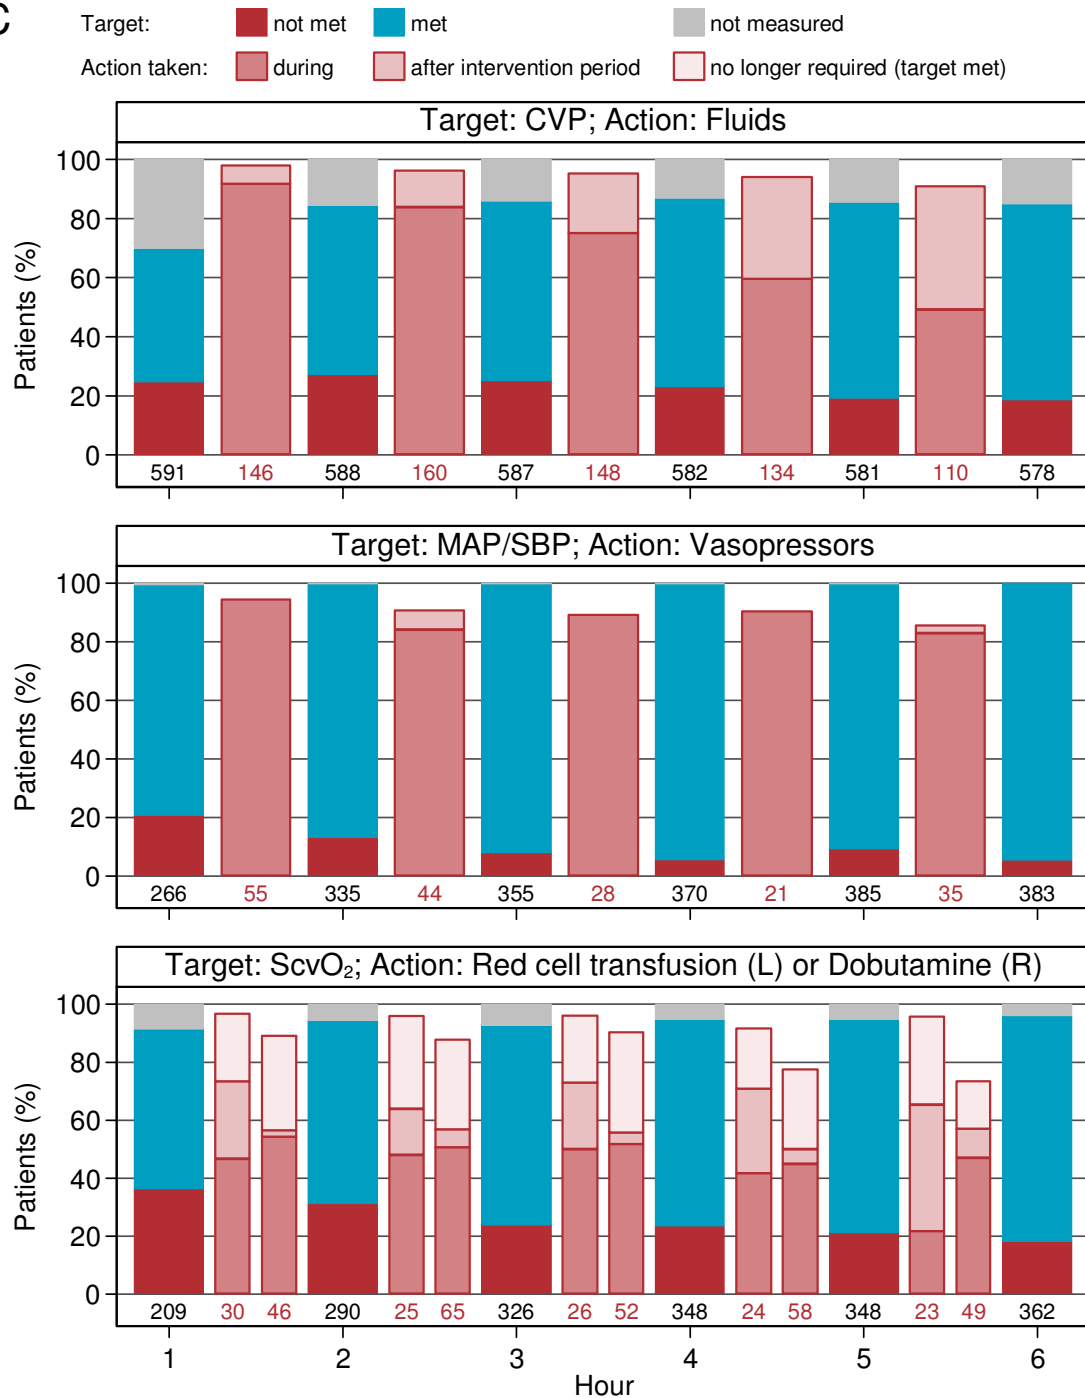 C
Target: not met met not measured
Action taken: during after intervention period no longer required (target met)
Target: CVP; Action: Fluids
Patients (%)
100
80
60
40
20
0
591 146 588 160 587 148 582 134 581 110 578
Target: MAP/SBP; Action: Vasopressors
Patients (%)
100
80
60
40
20
0
266 55 335 44 355 28 370 21 385 35 383
Target: ScvO₂; Action: Red cell transfusion (L) or Dobutamine (R)
Patients (%)
100
80
60
40
20
0
209 30 46 290 25 65 326 26 52 348 24 58 348 23 49 362
1 2 3 4 5 6
Hour